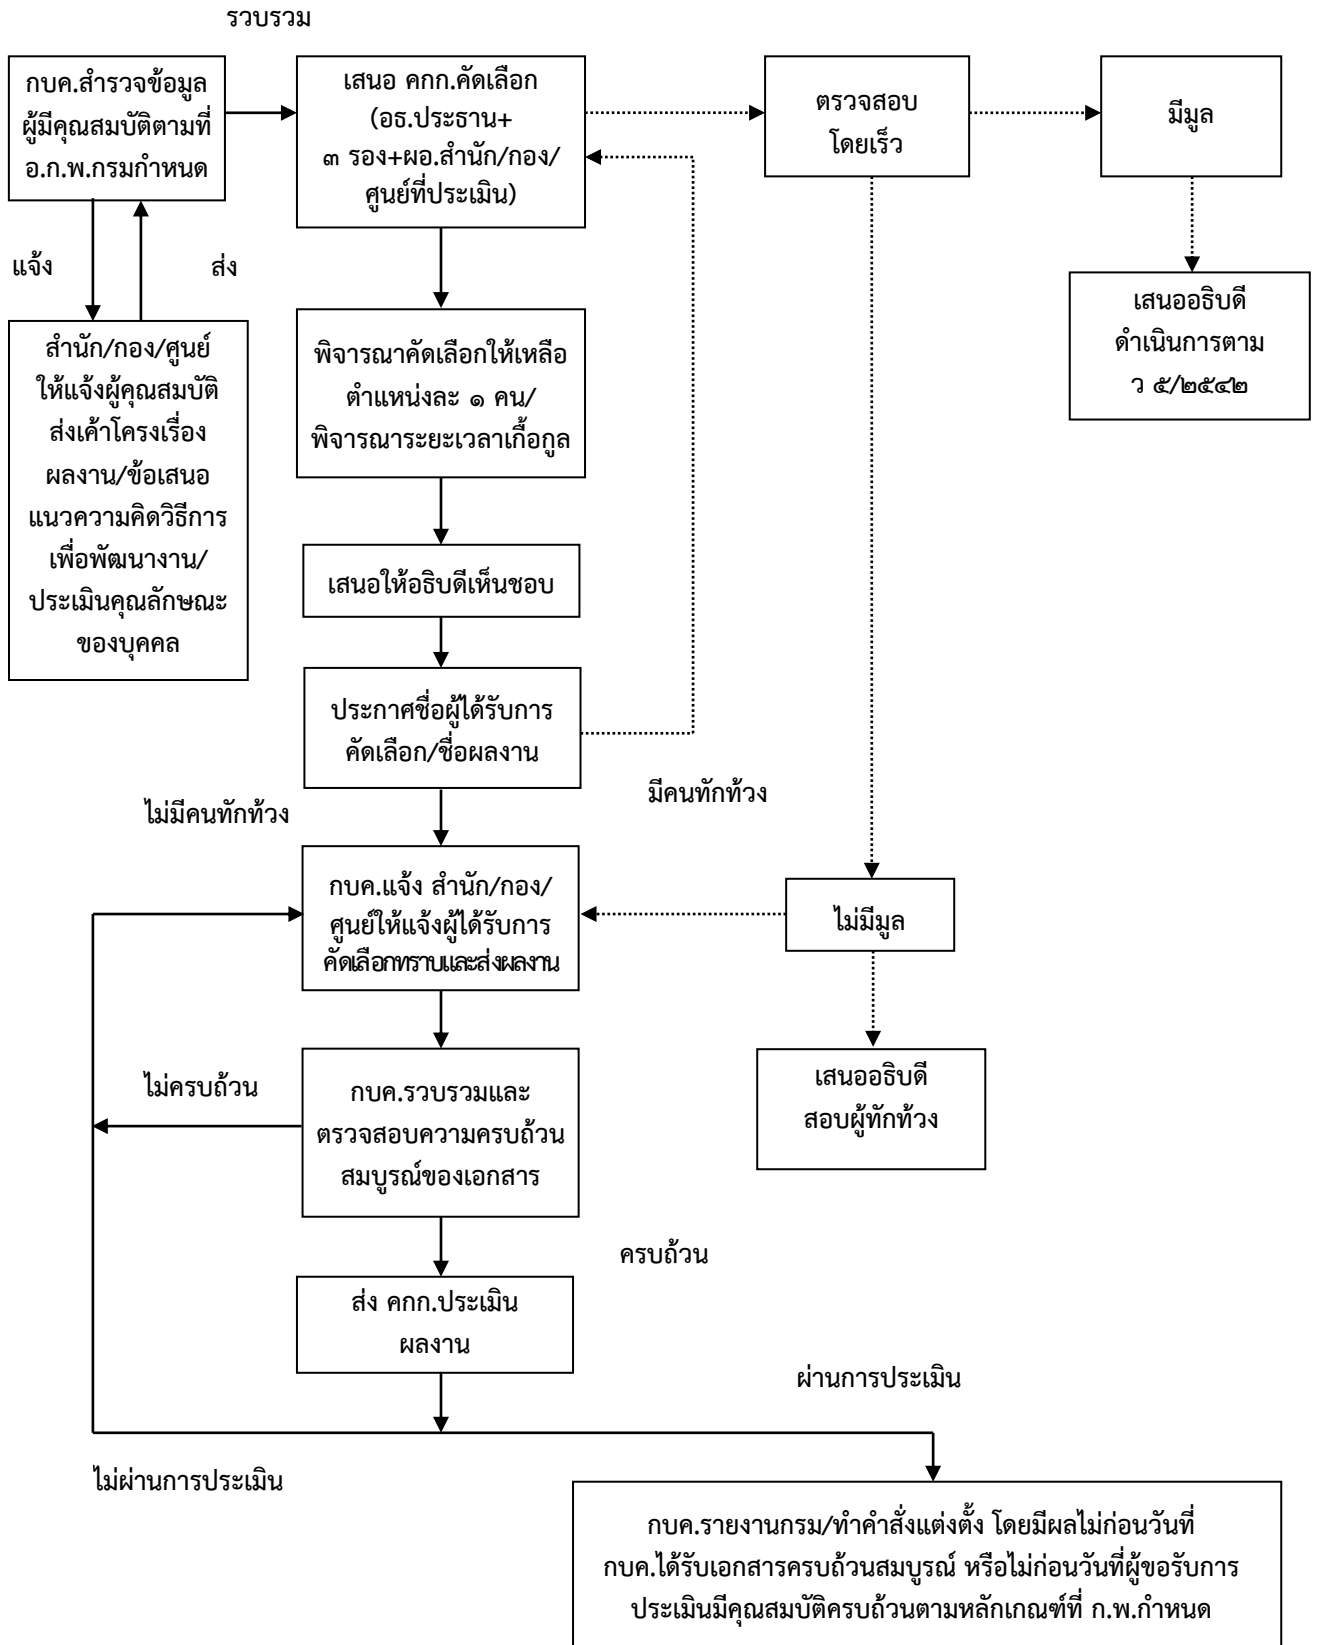 รวบรวม
กบค.สำรวจข้อมูล
ผู้มีคุณสมบัติตามที่
อ.ก.พ.กรมกำหนด
เสนอ คกก.คัดเลือก
(อธ.ประธาน+
๓ รอง+ผอ.สำนัก/กอง/
ศูนย์ที่ประเมิน)
ตรวจสอบ
โดยเร็ว
มีมูล
แจ้ง
ส่ง
เสนออธิบดี
ดำเนินการตาม
ว ๕/๒๕๔๒
สำนัก/กอง/ศูนย์
ให้แจ้งผู้คุณสมบัติ
ส่งเค้าโครงเรื่อง
ผลงาน/ข้อเสนอ
แนวความคิดวิธีการ
เพื่อพัฒนางาน/
ประเมินคุณลักษณะ
ของบุคคล
พิจารณาคัดเลือกให้เหลือ
ตำแหน่งละ ๑ คน/
พิจารณาระยะเวลาเกื้อกูล
เสนอให้อธิบดีเห็นชอบ
ประกาศชื่อผู้ได้รับการ
คัดเลือก/ชื่อผลงาน
มีคนทักท้วง
ไม่มีคนทักท้วง
กบค.แจ้ง สำนัก/กอง/
ศูนย์ให้แจ้งผู้ได้รับการ
คัดเลือกทราบและส่งผลงาน
ไม่มีมูล
เสนออธิบดี
สอบผู้ทักท้วง
ไม่ครบถ้วน
กบค.รวบรวมและ
ตรวจสอบความครบถ้วน
สมบูรณ์ของเอกสาร
ครบถ้วน
ส่ง คกก.ประเมิน
ผลงาน
ผ่านการประเมิน
ไม่ผ่านการประเมิน
กบค.รายงานกรม/ทำคำสั่งแต่งตั้ง โดยมีผลไม่ก่อนวันที่
กบค.ได้รับเอกสารครบถ้วนสมบูรณ์ หรือไม่ก่อนวันที่ผู้ขอรับการ
ประเมินมีคุณสมบัติครบถ้วนตามหลักเกณฑ์ที่ ก.พ.กำหนด